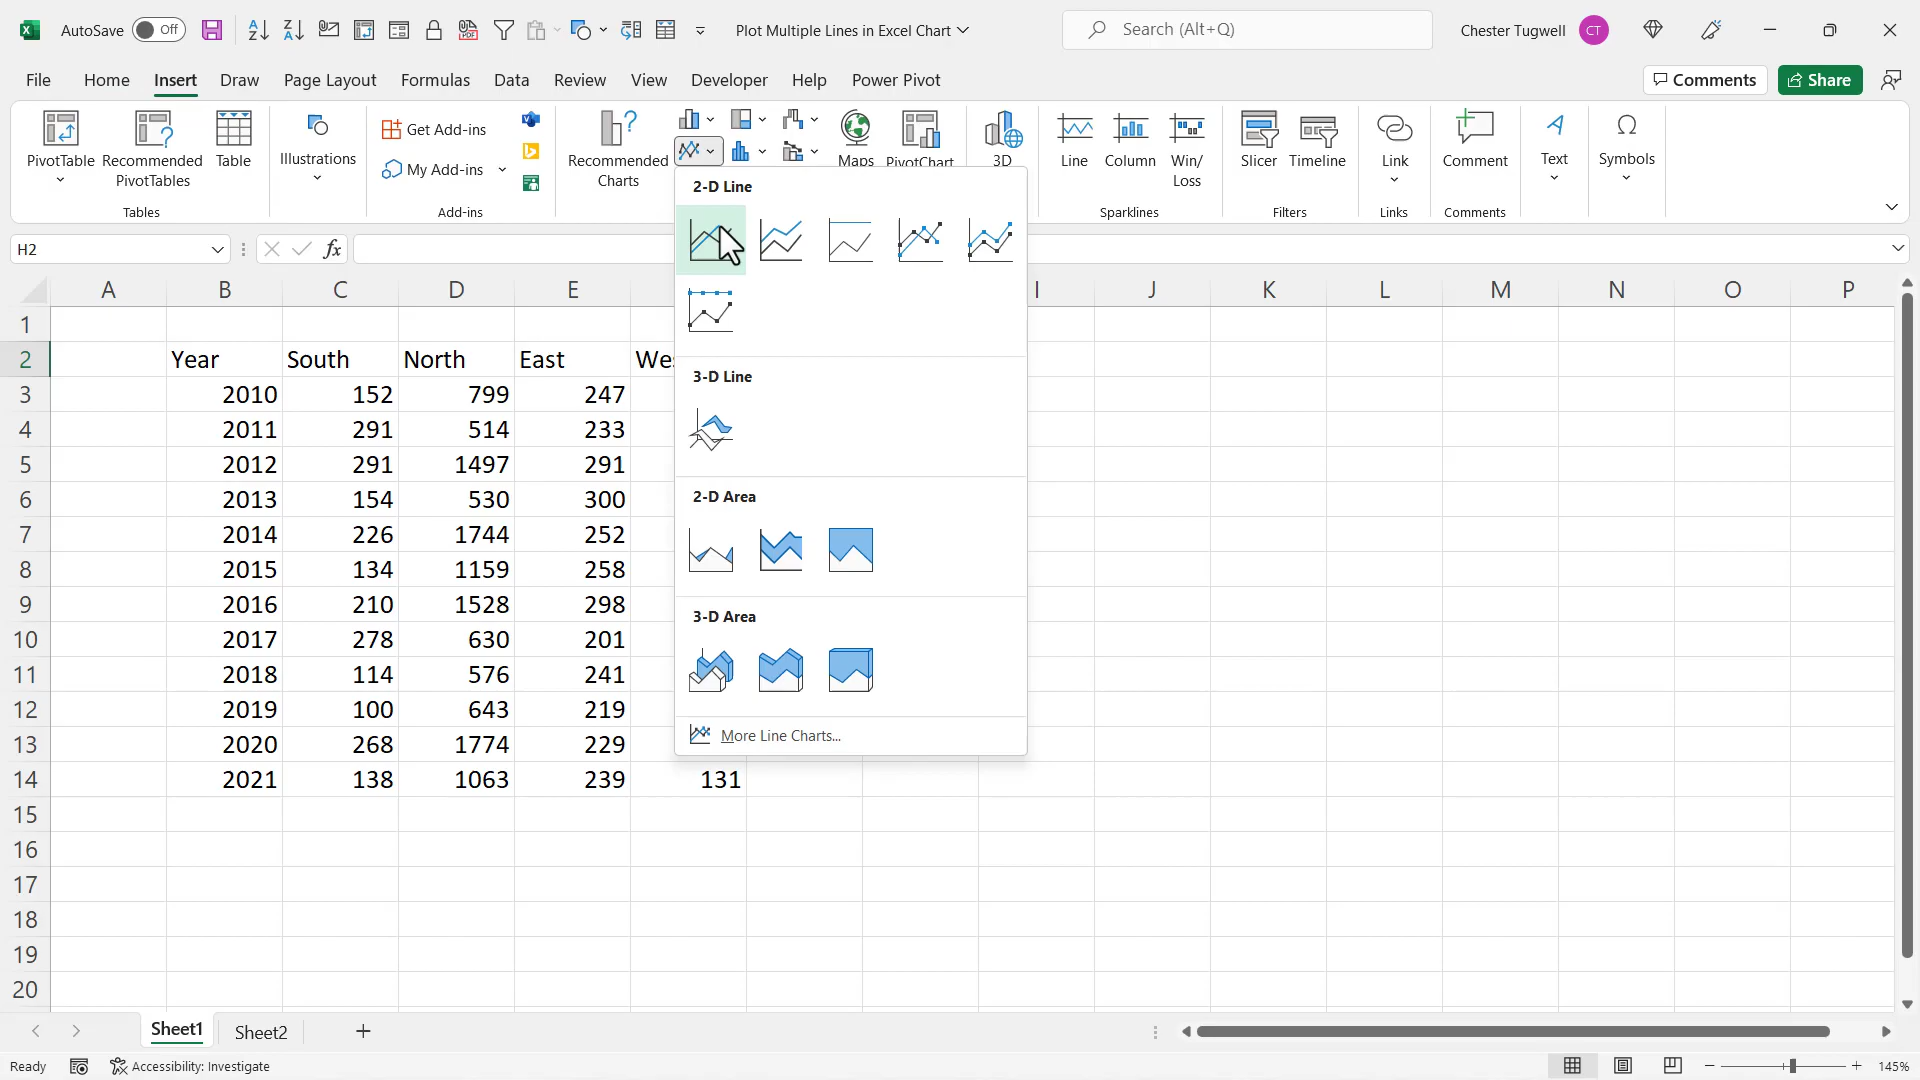 AutoSave Off Plot Multiple Lines in Excel Chart Search (Alt+Q) Chester Tugwell CT
File Home Insert Draw Page Layout Formulas Data Review View Developer Help Power Pivot Comments Share
PivotTable
Recommended
PivotTables
Table
Tables
Illustrations
Get Add-ins
My Add-ins
Add-ins
Recommended
Charts
Maps PivotChart
3D
Line Column Win/
Loss
Sparklines
Slicer Timeline
Filters
Link
Links
Comment
Comments
Text
Symbols
H2 fx
2-D Line
3-D Line
2-D Area
3-D Area
More Line Charts...
A B C D E I J K L M N O P
1
2 Year South North East Wes
3 2010 152 799 247
4 2011 291 514 233
5 2012 291 1497 291
6 2013 154 530 300
7 2014 226 1744 252
8 2015 134 1159 258
9 2016 210 1528 298
10 2017 278 630 201
11 2018 114 576 241
12 2019 100 643 219
13 2020 268 1774 229
14 2021 138 1063 239 131
15
16
17
18
19
20
Sheet1 Sheet2
Ready Accessibility: Investigate 145%